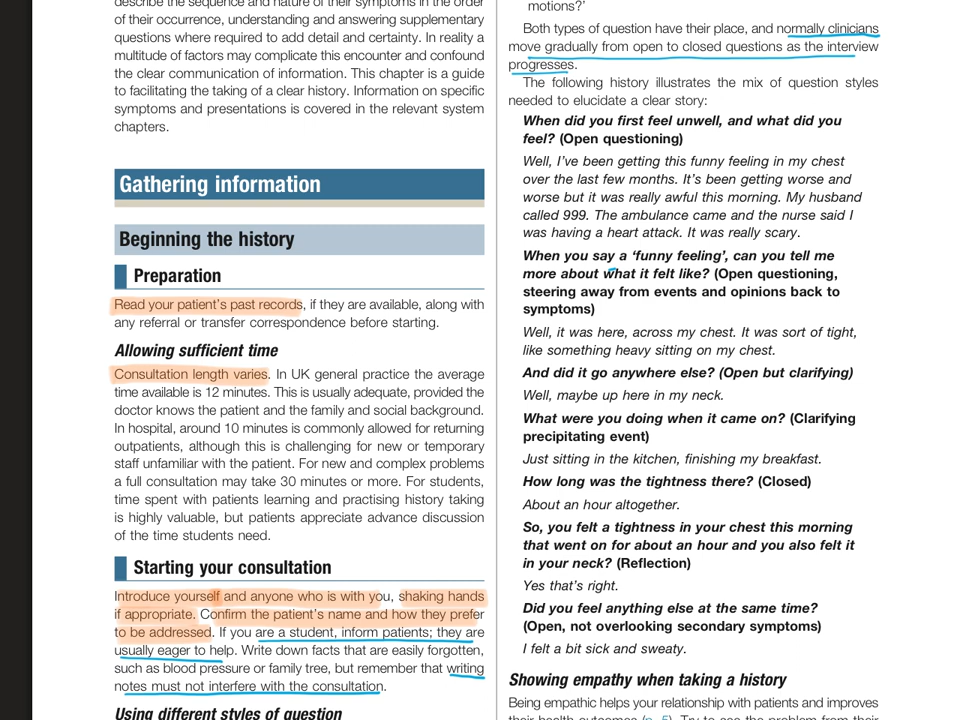 describe the sequence and nature of their symptoms in the order
of their occurrence, understanding and answering supplementary
questions where required to add detail and certainty. In reality a
multitude of factors may complicate this encounter and confound
the clear communication of information. This chapter is a guide
to facilitating the taking of a clear history. Information on specific
symptoms and presentations is covered in the relevant system
chapters.
Gathering information
Beginning the history
Preparation
Read your patient's past records, if they are available, along with
any referral or transfer correspondence before starting.
Allowing sufficient time
Consultation length varies. In UK general practice the average
time available is 12 minutes. This is usually adequate, provided the
doctor knows the patient and the family and social background.
In hospital, around 10 minutes is commonly allowed for returning
outpatients, although this is challenging for new or temporary
staff unfamiliar with the patient. For new and complex problems
a full consultation may take 30 minutes or more. For students,
time spent with patients learning and practising history taking
is highly valuable, but patients appreciate advance discussion
of the time students need.
Starting your consultation
Introduce yourself and anyone who is with you, shaking hands
if appropriate. Confirm the patient's name and how they prefer
to be addressed. If you are a student, inform patients; they are
usually eager to help. Write down facts that are easily forgotten,
such as blood pressure or family tree, but remember that writing
notes must not interfere with the consultation.
Using different styles of question
motions?'
Both types of question have their place, and normally clinicians
move gradually from open to closed questions as the interview
progresses.
The following history illustrates the mix of question styles
needed to elucidate a clear story:
When did you first feel unwell, and what did you
feel? (Open questioning)
Well, I've been getting this funny feeling in my chest
over the last few months. It's been getting worse and
worse but it was really awful this morning. My husband
called 999. The ambulance came and the nurse said I
was having a heart attack. It was really scary.
When you say a 'funny feeling', can you tell me
more about what it felt like? (Open questioning,
steering away from events and opinions back to
symptoms)
Well, it was here, across my chest. It was sort of tight,
like something heavy sitting on my chest.
And did it go anywhere else? (Open but clarifying)
Well, maybe up here in my neck.
What were you doing when it came on? (Clarifying
precipitating event)
Just sitting in the kitchen, finishing my breakfast.
How long was the tightness there? (Closed)
About an hour altogether.
So, you felt a tightness in your chest this morning
that went on for about an hour and you also felt it
in your neck? (Reflection)
Yes that's right.
Did you feel anything else at the same time?
(Open, not overlooking secondary symptoms)
I felt a bit sick and sweaty.
Showing empathy when taking a history
Being empathic helps your relationship with patients and improves
their health outcomes (p. 5). Try to see the problem from their